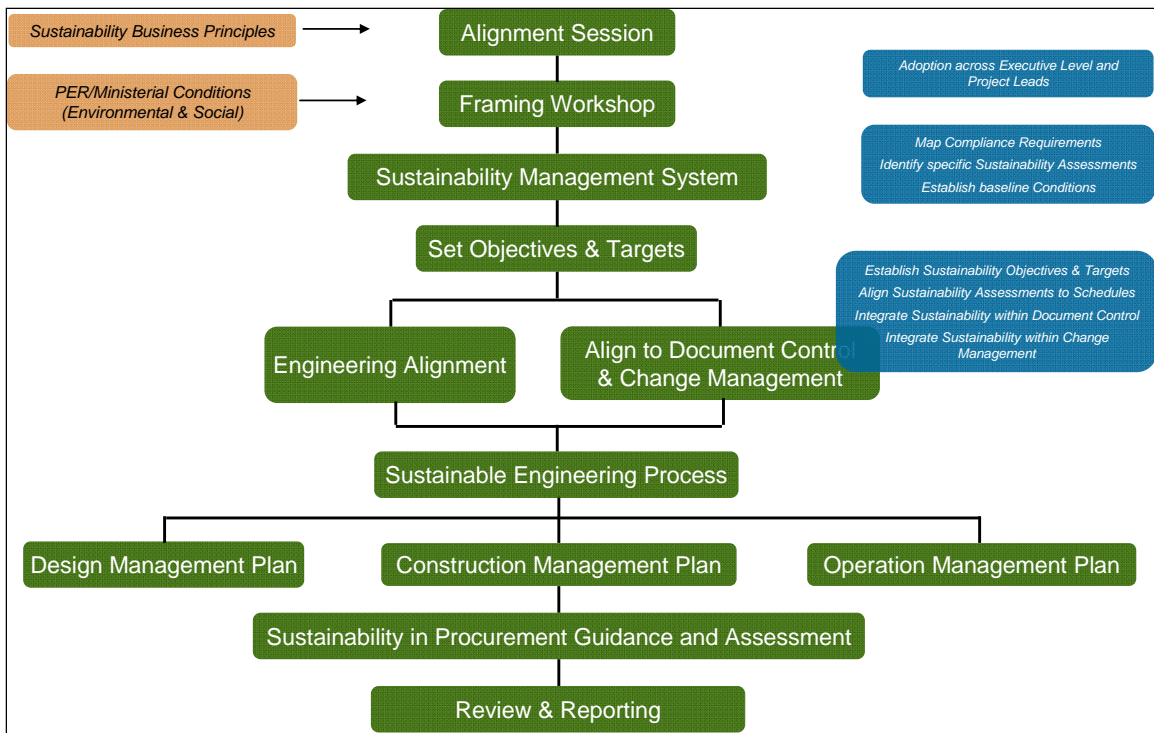 Sustainability Business Principles
Alignment Session
Adoption across Executive Level and
Project Leads
PER/Ministerial Conditions
(Environmental & Social)
Framing Workshop
Map Compliance Requirements
Identify specific Sustainability Assessments
Establish baseline Conditions
Sustainability Management System
Set Objectives & Targets
Establish Sustainability Objectives & Targets
Align Sustainability Assessments to Schedules
Integrate Sustainability within Document Control
Integrate Sustainability within Change
Management
Engineering Alignment
Align to Document Control
& Change Management
Sustainable Engineering Process
Design Management Plan
Construction Management Plan
Operation Management Plan
Sustainability in Procurement Guidance and Assessment
Review & Reporting